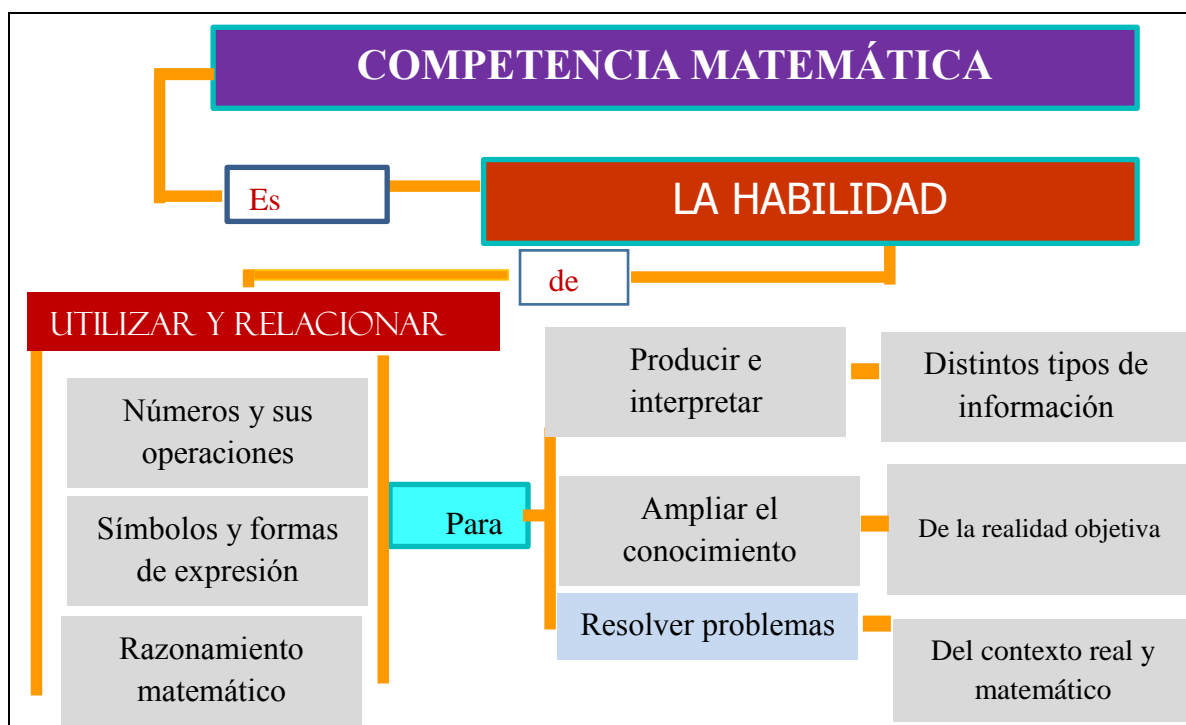 COMPETENCIA MATEMÁTICA
Es
LA HABILIDAD
de
UTILIZAR Y RELACIONAR
Números y sus
operaciones
Símbolos y formas
de expresión
Razonamiento
matemático
Para
Producir e
interpretar
Distintos tipos de
información
Ampliar el
conocimiento
De la realidad objetiva
Resolver problemas
Del contexto real y
matemático